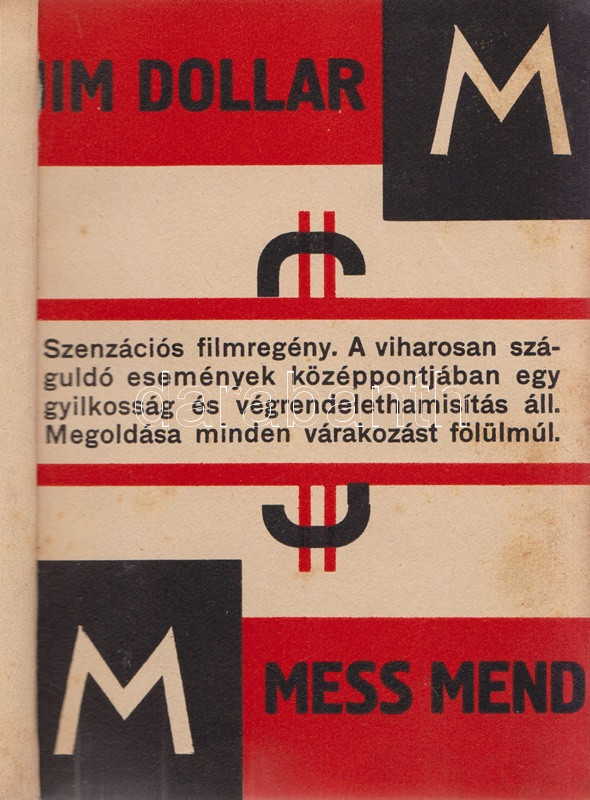 JIM DOLLAR
M
Szenzációs filmregény. A viharosan szá-
guldó események középpontjában egy
gyilkosság és végrendelethamisítás áll.
Megoldása minden várakozást fölülmúl.
darabanth
M
MESS MEND